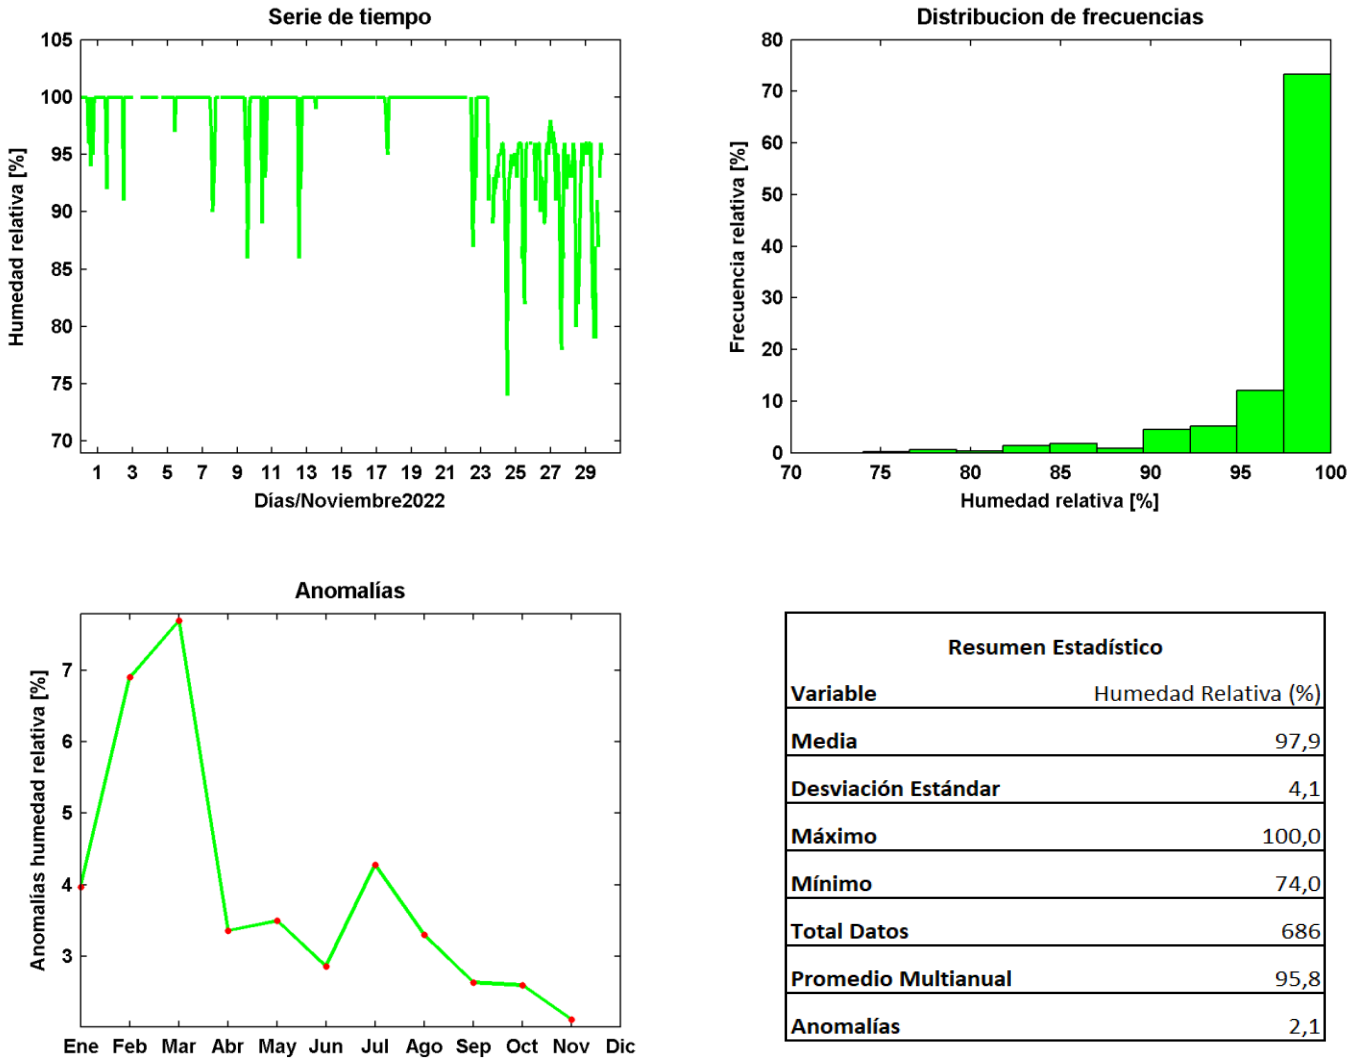 Serie de tiempo
105
100
95
90
85
80
75
70
Humedad relativa [%]
1 3 5 7 9 11 13 15 17 19 21 23 25 27 29
Días/Noviembre2022
Distribucion de frecuencias
80
70
60
50
40
30
20
10
0
Frecuencia relativa [%]
70 75 80 85 90 95 100
Humedad relativa [%]
Anomalías
7
6
5
4
3
Anomalías humedad relativa [%]
Ene Feb Mar Abr May Jun Jul Ago Sep Oct Nov Dic
Resumen Estadístico
Variable Humedad Relativa (%)
Media 97,9
Desviación Estándar 4,1
Máximo 100,0
Mínimo 74,0
Total Datos 686
Promedio Multianual 95,8
Anomalías 2,1